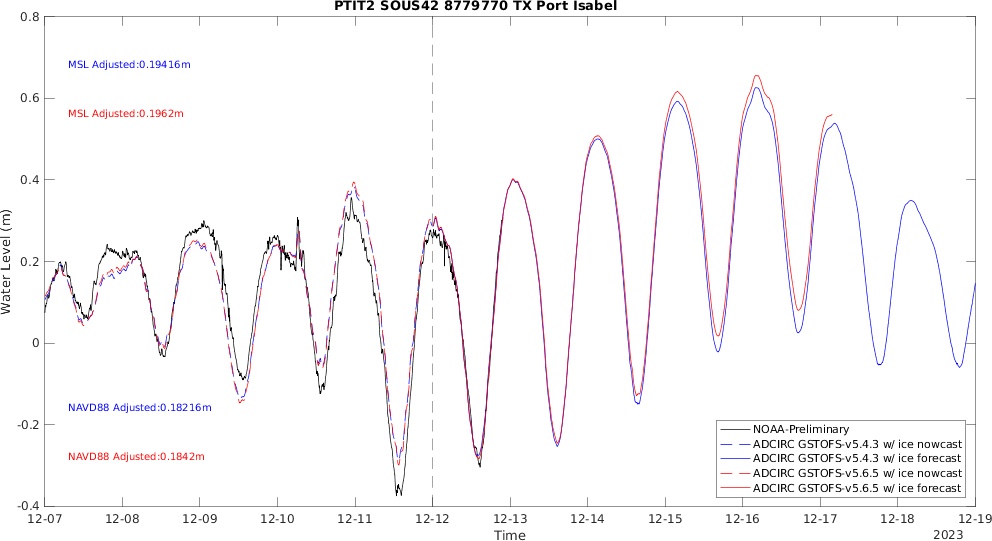 PTIT2 SOUS42 8779770 TX Port Isabel
0.8
0.6
0.4
0.2
0
-0.2
-0.4
Water Level (m)
MSL Adjusted:0.19416m
MSL Adjusted:0.1962m
NAVD88 Adjusted:0.18216m
NAVD88 Adjusted:0.1842m
NOAA-Preliminary
ADCIRC GSTOFS-v5.4.3 w/ ice nowcast
ADCIRC GSTOFS-v5.4.3 w/ ice forecast
ADCIRC GSTOFS-v5.6.5 w/ ice nowcast
ADCIRC GSTOFS-v5.6.5 w/ ice forecast
12-07 12-08 12-09 12-10 12-11 12-12 12-13 12-14 12-15 12-16 12-17 12-18 12-19
Time
2023